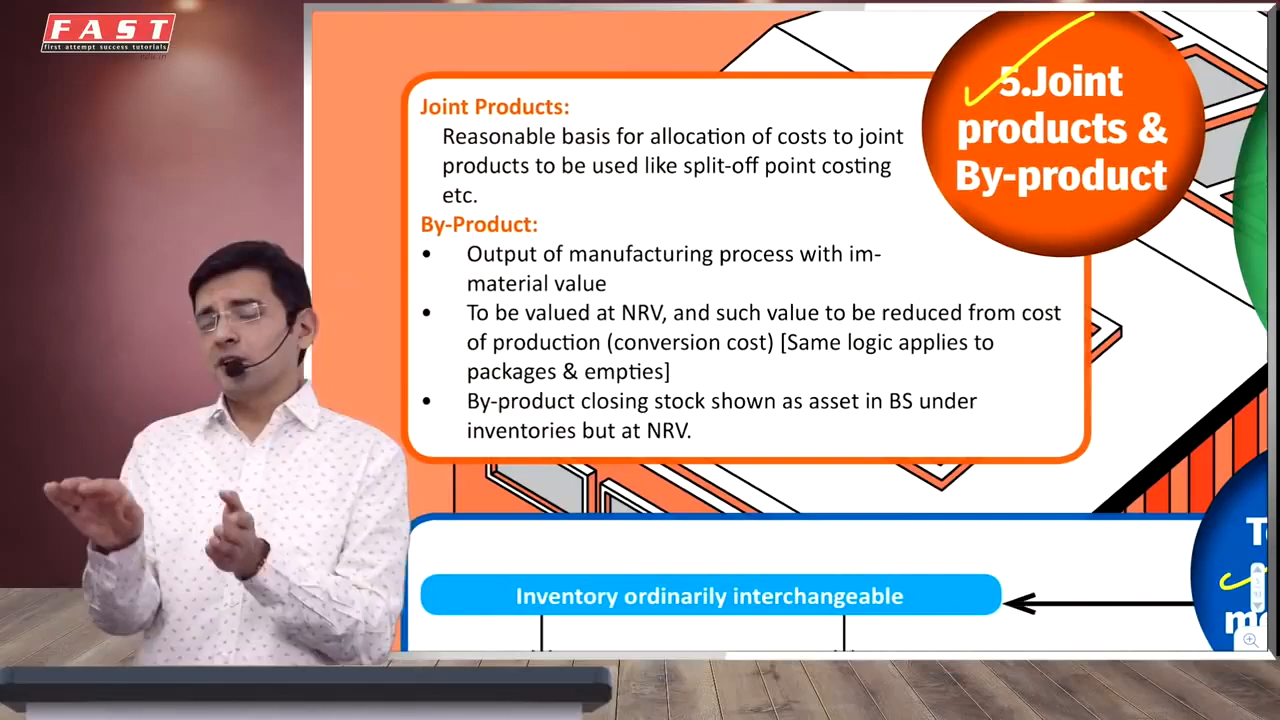 FAST
first attempt success tutorials
edu.in
5.Joint
products &
By-product
Joint Products:
Reasonable basis for allocation of costs to joint
products to be used like split-off point costing
etc.
By-Product:
• Output of manufacturing process with im-
material value
• To be valued at NRV, and such value to be reduced from cost
of production (conversion cost) [Same logic applies to
packages & empties]
• By-product closing stock shown as asset in BS under
inventories but at NRV.
Inventory ordinarily interchangeable